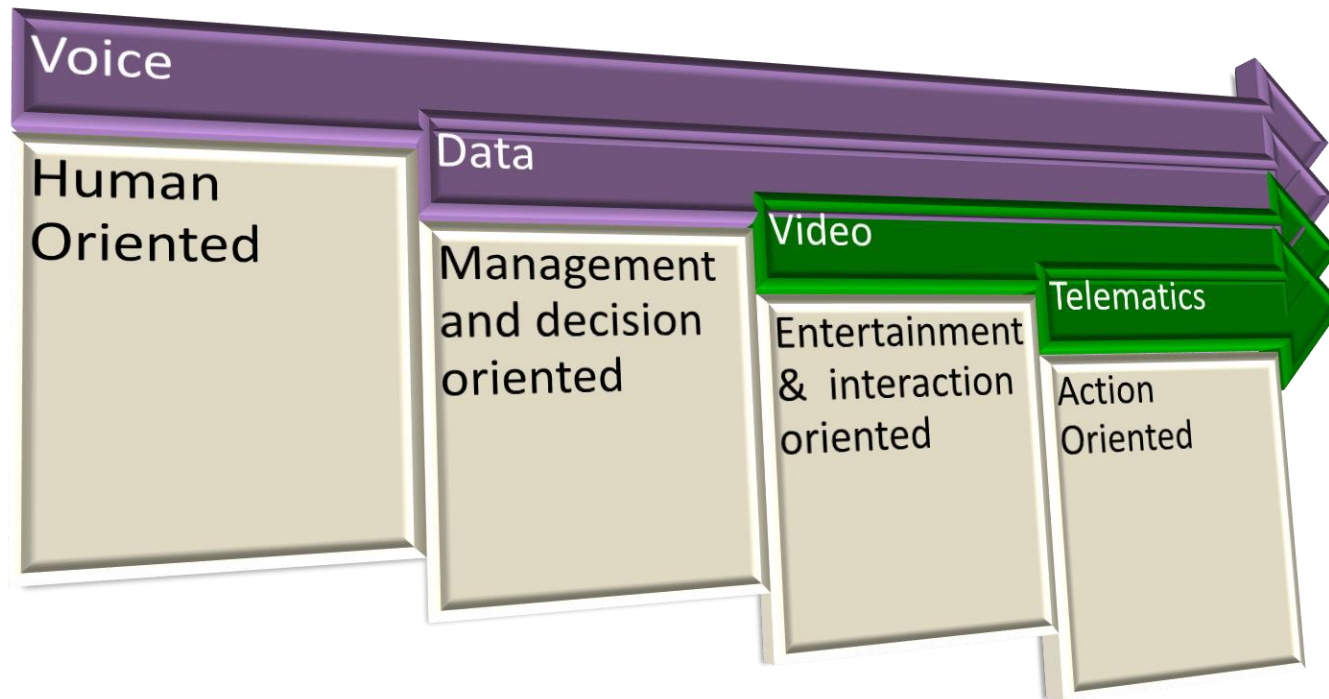 Voice
Human
Oriented
Data
Management
and decision
oriented
Video
Entertainment
& interaction
oriented
Telematics
Action
Oriented